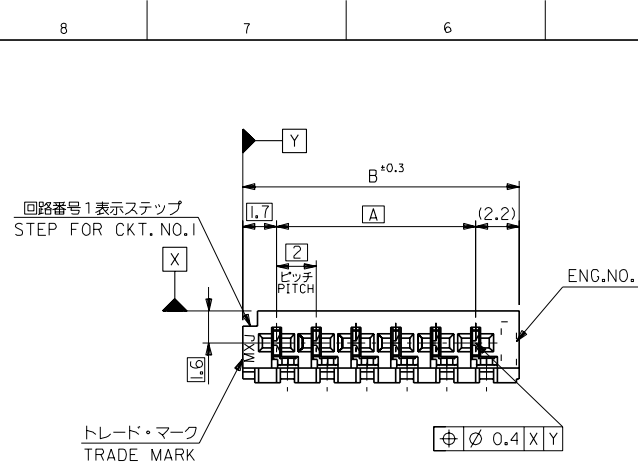 8 7 6
Y
B±0.3
回路番号1表示ステップ
STEP FOR CKT.NO.1
1.7 A (2.2)
2
X
ピッチ
PITCH
ENG.NO.
MXJ
1.6
トレード・マーク
TRADE MARK
⌖ Ø 0.4 X Y